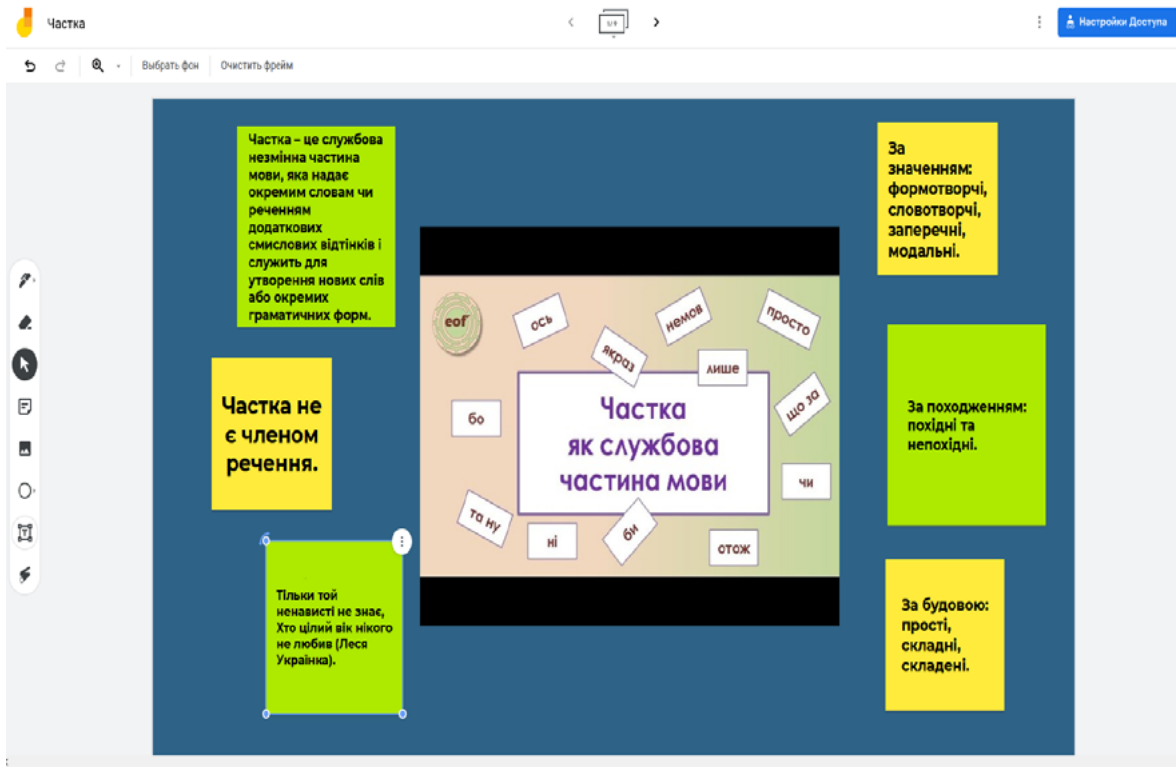 Частка
1/1
Настройки Доступа
Выбрать фон
Очистить фрейм
Частка – це службова
незмінна частина
мови, яка надає
окремим словам чи
реченням
додаткових
смислових відтінків і
служить для
утворення нових слів
або окремих
граматичних форм.
Частка не
є членом
речення.
Тільки той
ненависті не знає,
Хто цілий вік нікого
не любив (Леся
Українка).
eof
ось
немов
просто
якраз
лише
що за
бо
Частка
як службова
частина мови
чи
та ну
ні
би
отож
За
значенням:
формотворчі,
словотворчі,
заперечні,
модальні.
За походженням:
похідні та
непохідні.
За будовою:
прості,
складні,
складені.